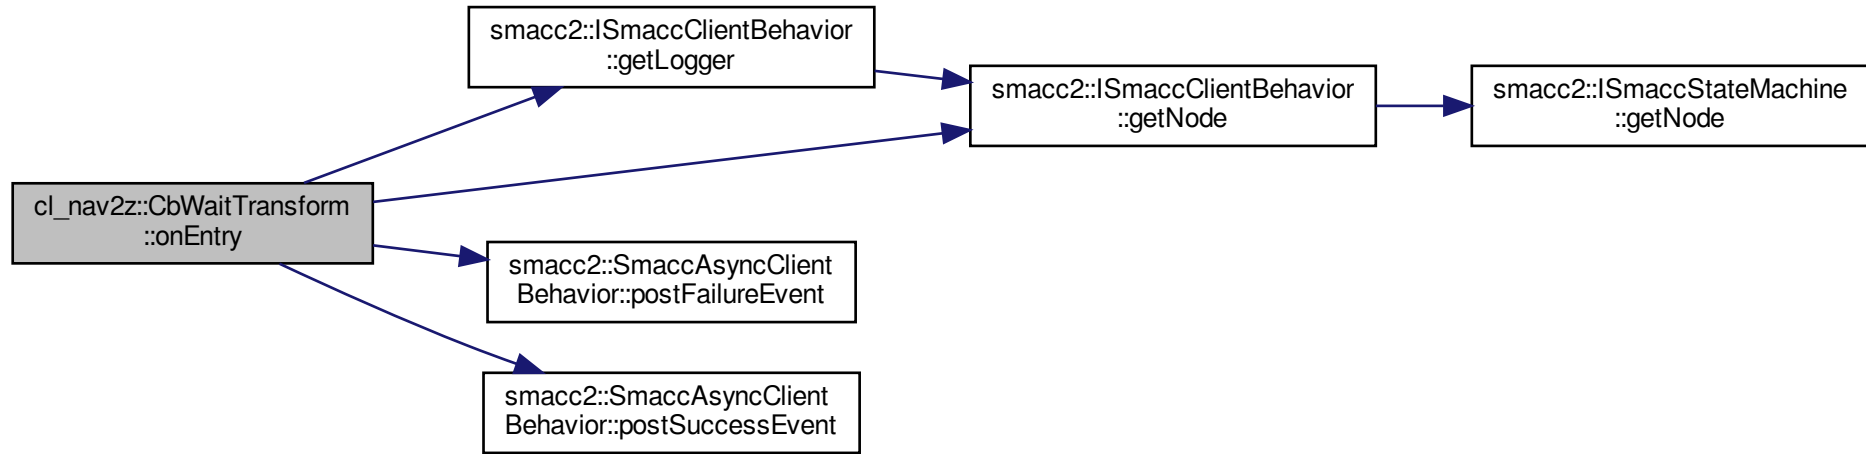 smacc2::ISmaccClientBehavior
::getLogger
smacc2::ISmaccClientBehavior
::getNode
smacc2::ISmaccStateMachine
::getNode
cl_nav2z::CbWaitTransform
::onEntry
smacc2::SmaccAsyncClient
Behavior::postFailureEvent
smacc2::SmaccAsyncClient
Behavior::postSuccessEvent